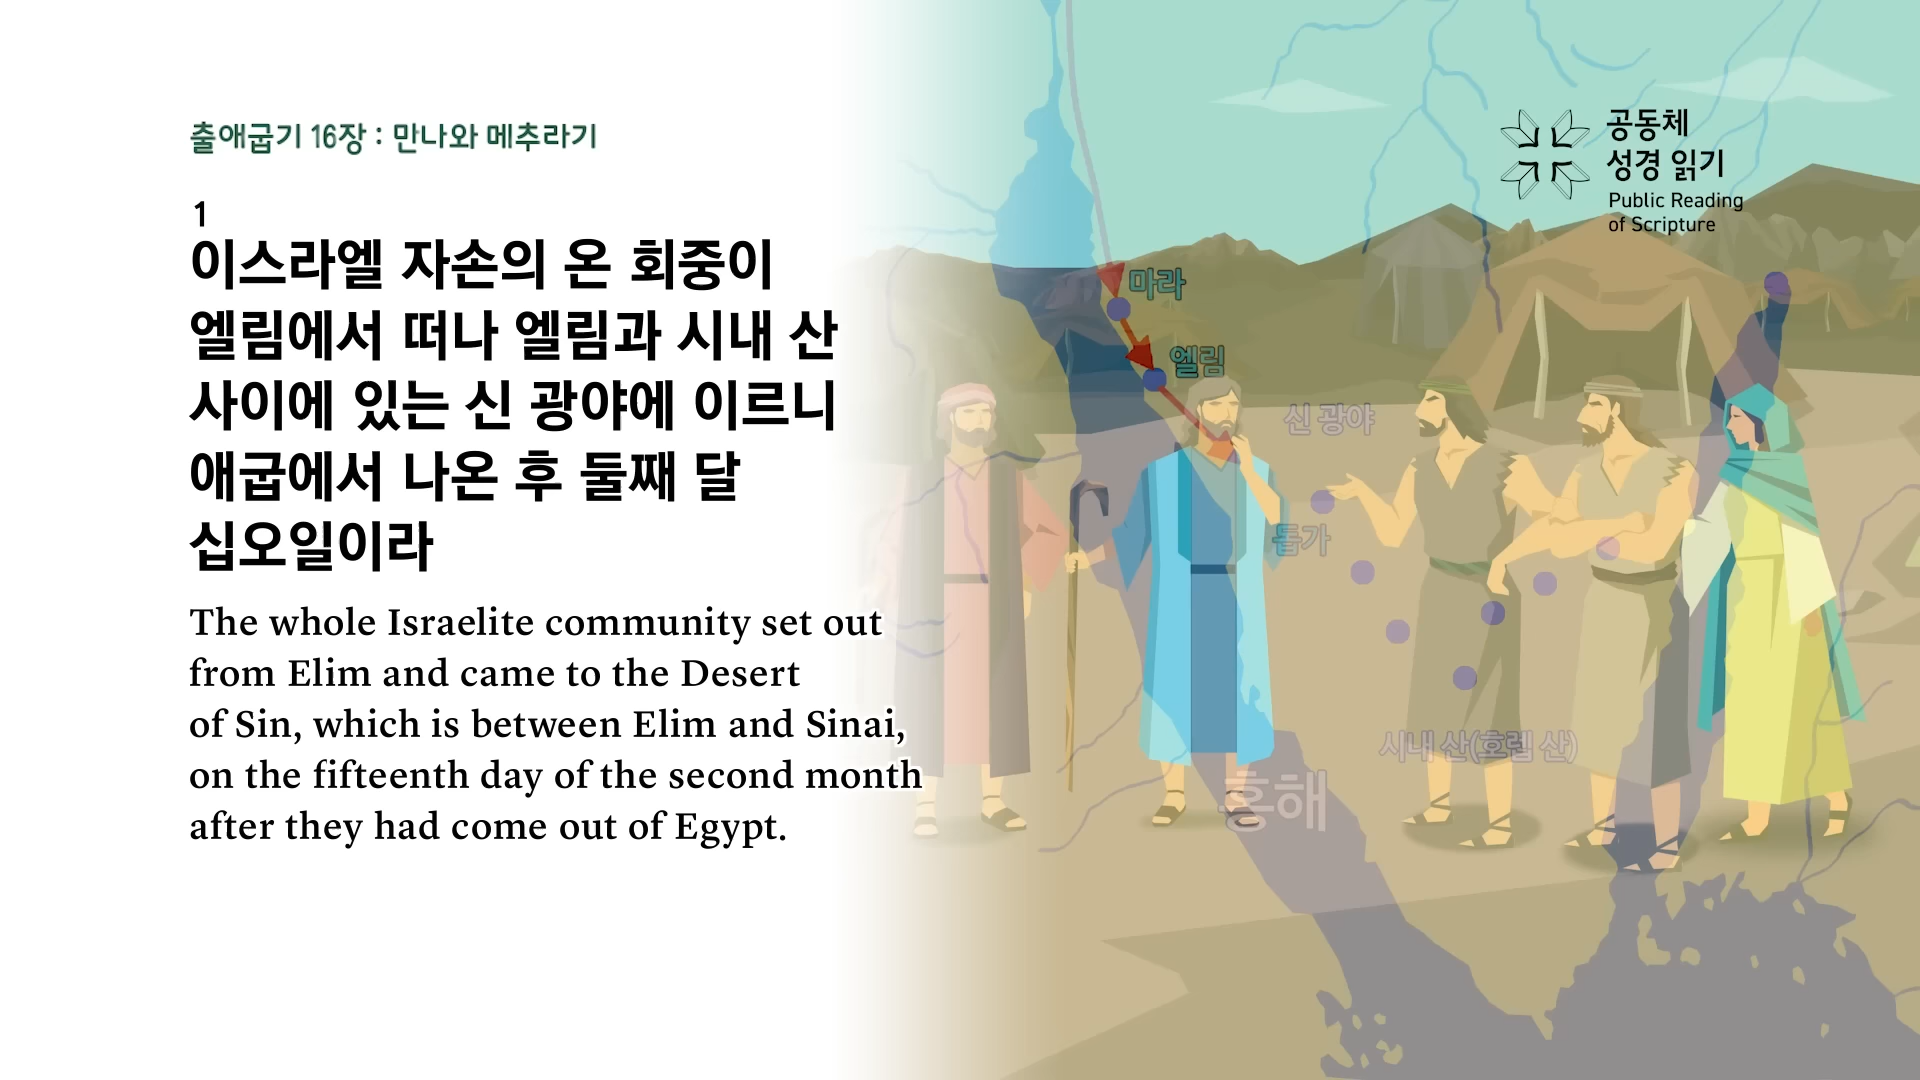 출애굽기 16장 : 만나와 메추라기
1
이스라엘 자손의 온 회중이
엘림에서 떠나 엘림과 시내 산
사이에 있는 신 광야에 이르니
애굽에서 나온 후 둘째 달
십오일이라
The whole Israelite community set out
from Elim and came to the Desert
of Sin, which is between Elim and Sinai,
on the fifteenth day of the second month
after they had come out of Egypt.
공동체
성경 읽기
Public Reading
of Scripture
마라
엘림
신 광야
돕가
시내 산(호렙 산)
홍해